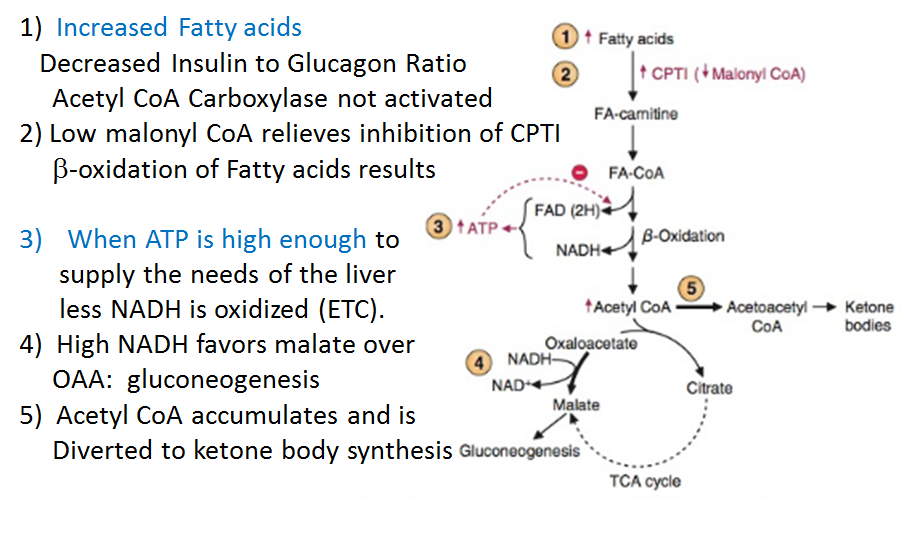 1) Increased Fatty acids
Decreased Insulin to Glucagon Ratio
Acetyl CoA Carboxylase not activated
2) Low malonyl CoA relieves inhibition of CPTI
β-oxidation of Fatty acids results
3) When ATP is high enough to
supply the needs of the liver
less NADH is oxidized (ETC).
4) High NADH favors malate over
OAA: gluconeogenesis
5) Acetyl CoA accumulates and is
Diverted to ketone body synthesis
1 ↑ Fatty acids
2 ↑ CPTI (↓Malonyl CoA)
FA-carnitine
FA-CoA
FAD (2H)
3 ↑ATP
β-Oxidation
NADH
5
↑Acetyl CoA
Acetoacetyl
CoA
Ketone
bodies
Oxaloacetate
4 NADH
NAD+
Citrate
Malate
Gluconeogenesis
TCA cycle